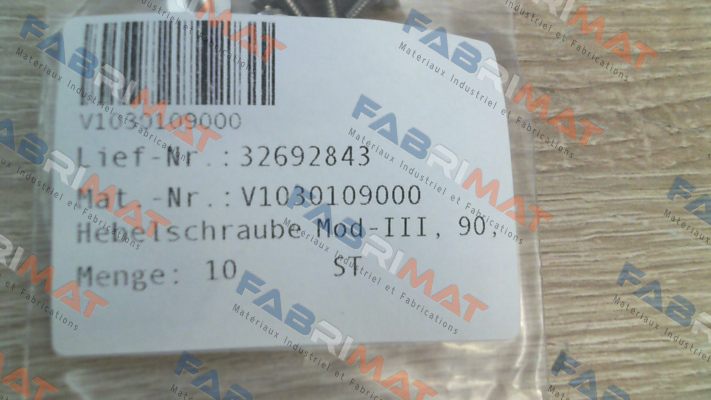 V1030109000
Lief-Nr.:32692843
Mat.-Nr.:V1030109000
Hebelschraube Mod-III, 90,
Menge: 10 ST
FABRIMAT
Materiaux Industriel et Fabrications